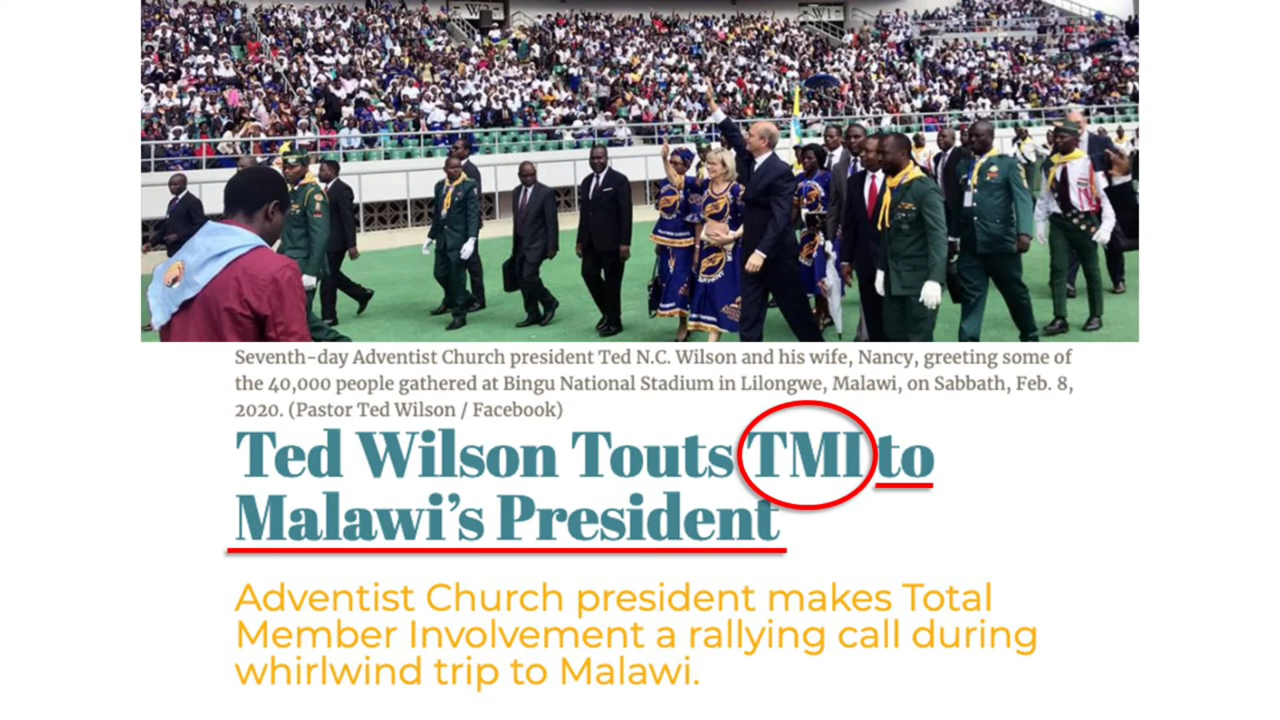 Seventh-day Adventist Church president Ted N.C. Wilson and his wife, Nancy, greeting some of
the 40,000 people gathered at Bingu National Stadium in Lilongwe, Malawi, on Sabbath, Feb. 8,
2020. (Pastor Ted Wilson / Facebook)
Ted Wilson Touts TMI to
Malawi’s President
Adventist Church president makes Total
Member Involvement a rallying call during
whirlwind trip to Malawi.